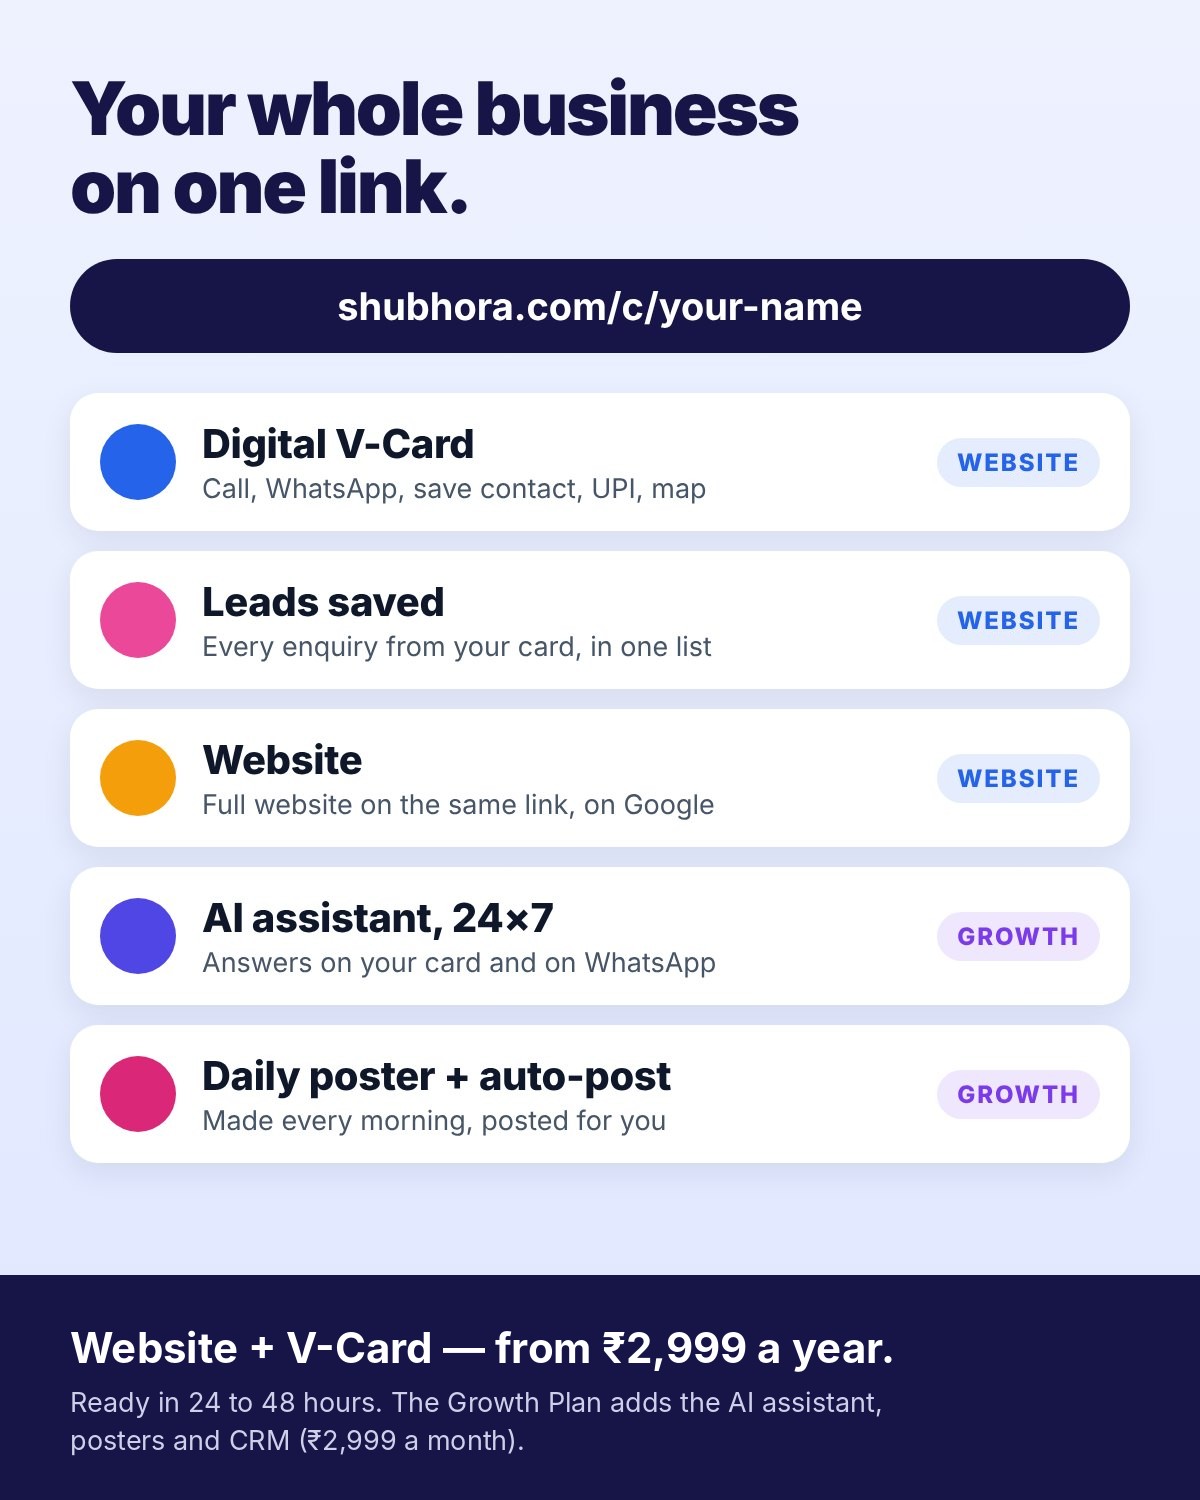 Your whole business
on one link.
shubhora.com/c/your-name
Digital V-Card
Call, WhatsApp, save contact, UPI, map
WEBSITE
Leads saved
Every enquiry from your card, in one list
WEBSITE
Website
Full website on the same link, on Google
WEBSITE
AI assistant, 24×7
Answers on your card and on WhatsApp
GROWTH
Daily poster + auto-post
Made every morning, posted for you
GROWTH
Website + V-Card — from ₹2,999 a year.
Ready in 24 to 48 hours. The Growth Plan adds the AI assistant,
posters and CRM (₹2,999 a month).